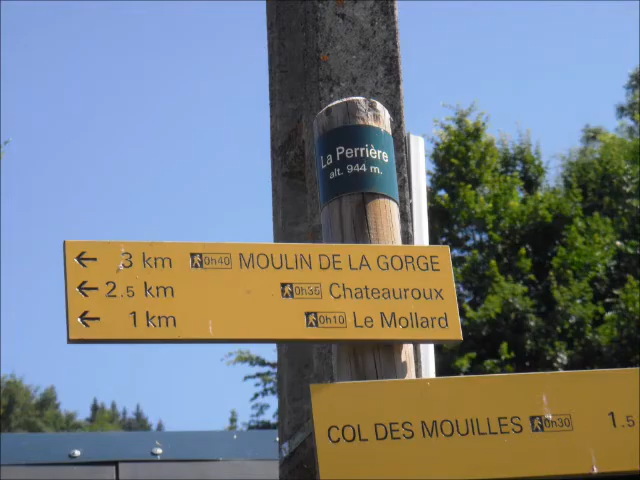 La Perrière
alt. 944 m.
← 3 km 0h40 MOULIN DE LA GORGE
← 2.5 km 0h35 Chateauroux
← 1 km 0h10 Le Mollard
COL DES MOUILLES 0h30 1.5